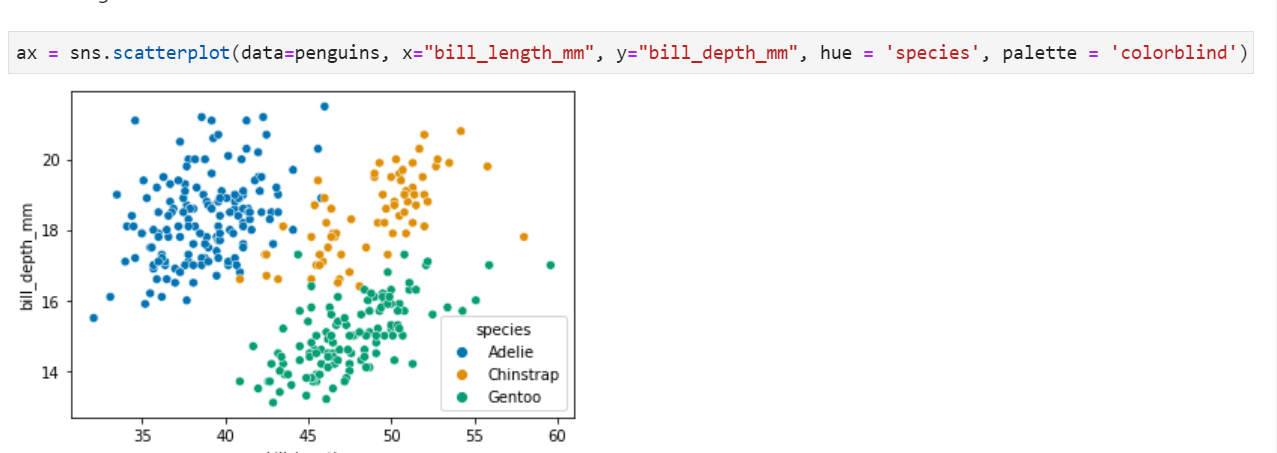 ax = sns.scatterplot(data=penguins, x="bill_length_mm", y="bill_depth_mm", hue = 'species', palette = 'colorblind')
20
18
bill_depth_mm
16
14
species
Adelie
Chinstrap
Gentoo
35 40 45 50 55 60